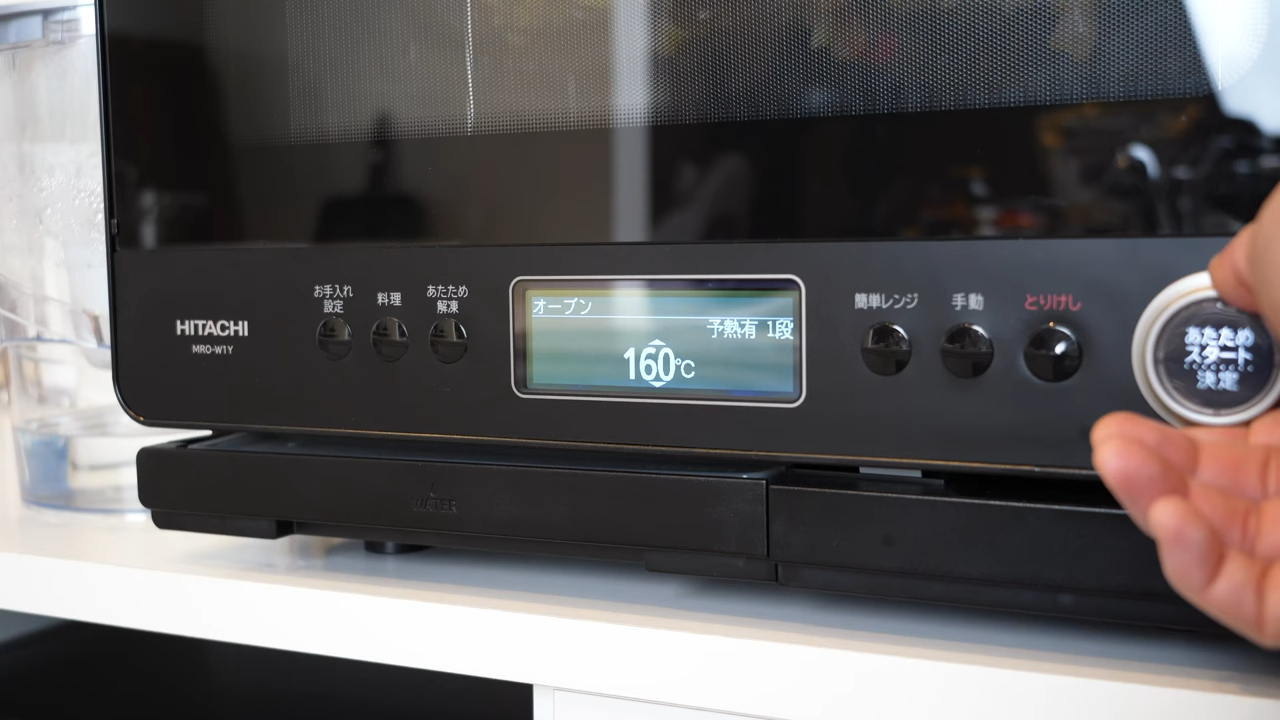 HITACHI
MRO-W1Y
お手入れ
設定
料理
あたため
解凍
オーブン
予熱有 1段
160℃
簡単レンジ
手動
とりけし
あたため
スタート
決定
WATER